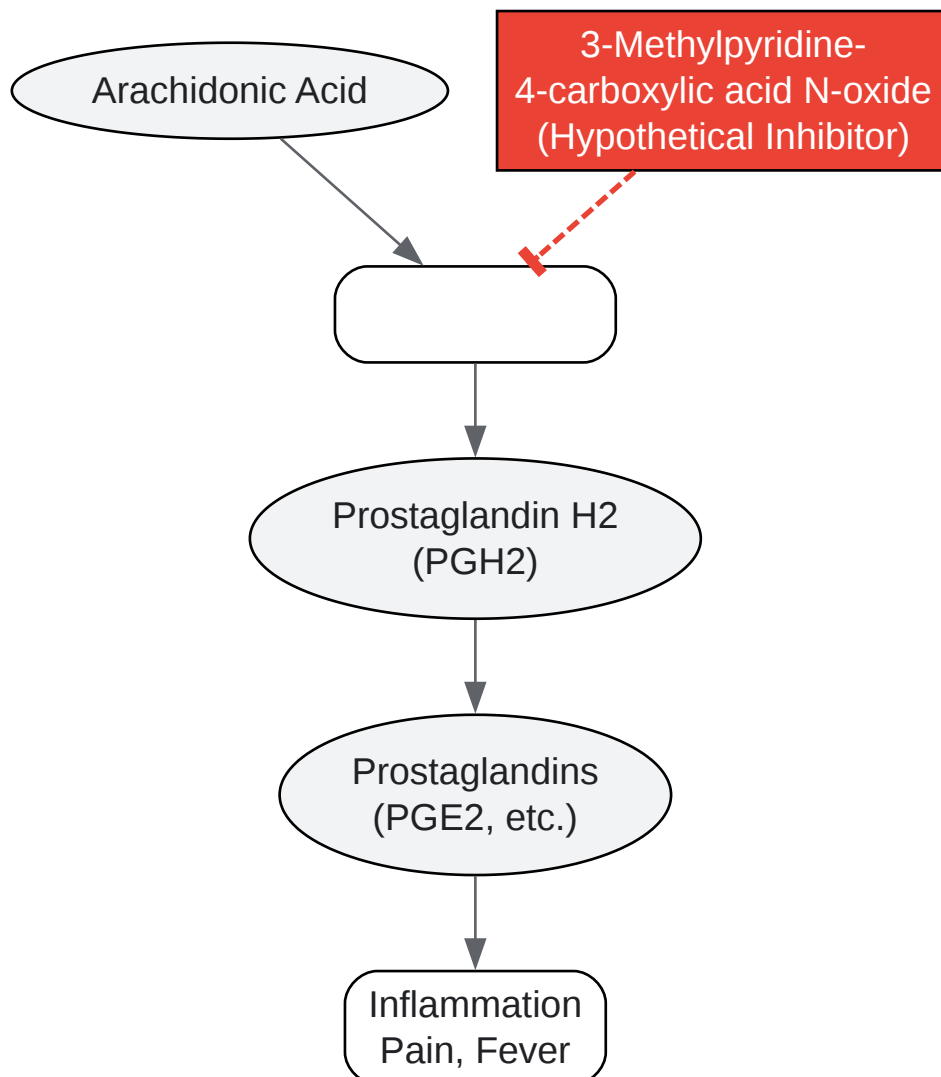 Arachidonic Acid
3-Methylpyridine-
4-carboxylic acid N-oxide
(Hypothetical Inhibitor)
Prostaglandin H2
(PGH2)
Prostaglandins
(PGE2, etc.)
Inflammation
Pain, Fever